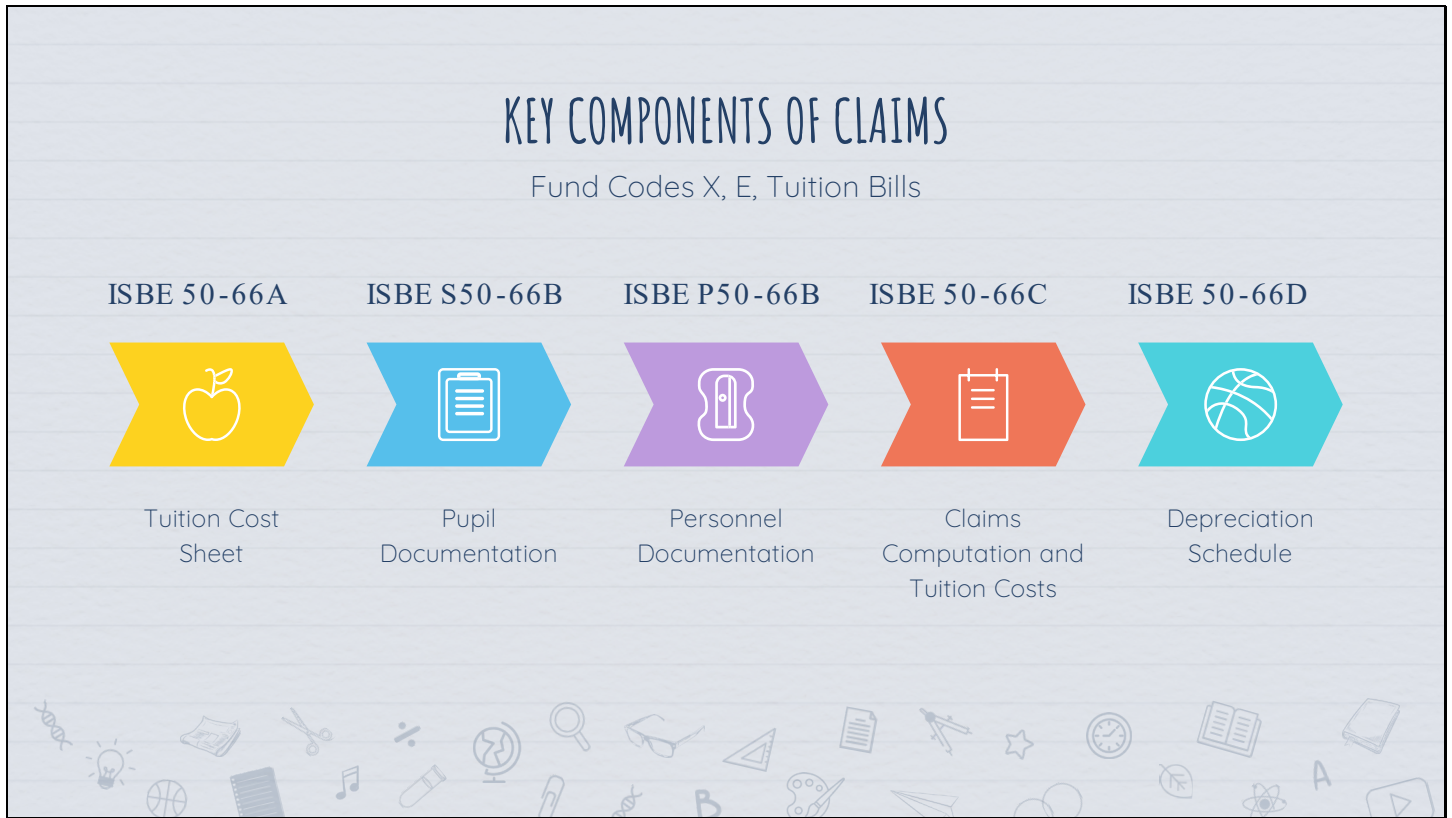 KEY COMPONENTS OF CLAIMS
Fund Codes X, E, Tuition Bills
ISBE 50-66A
ISBE S50-66B
ISBE P50-66B
ISBE 50-66C
ISBE 50-66D
Tuition Cost
Sheet
Pupil
Documentation
Personnel
Documentation
Claims
Computation and
Tuition Costs
Depreciation
Schedule
B
A